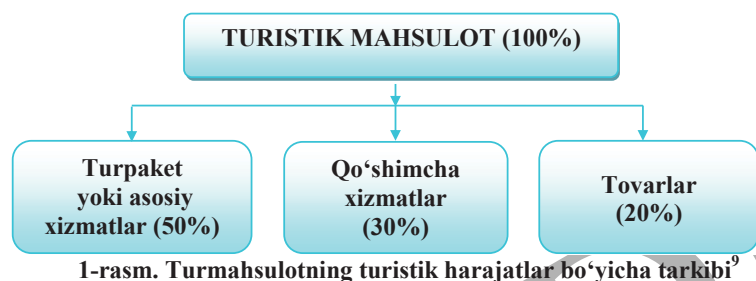 TURISTIK MAHSULOT (100%)
Turpaket
yoki asosiy
xizmatlar (50%)
Qo‘shimcha
xizmatlar
(30%)
Tovarlar
(20%)
1-rasm. Turmahsulotning turistik harajatlar bo‘yicha tarkibi⁹